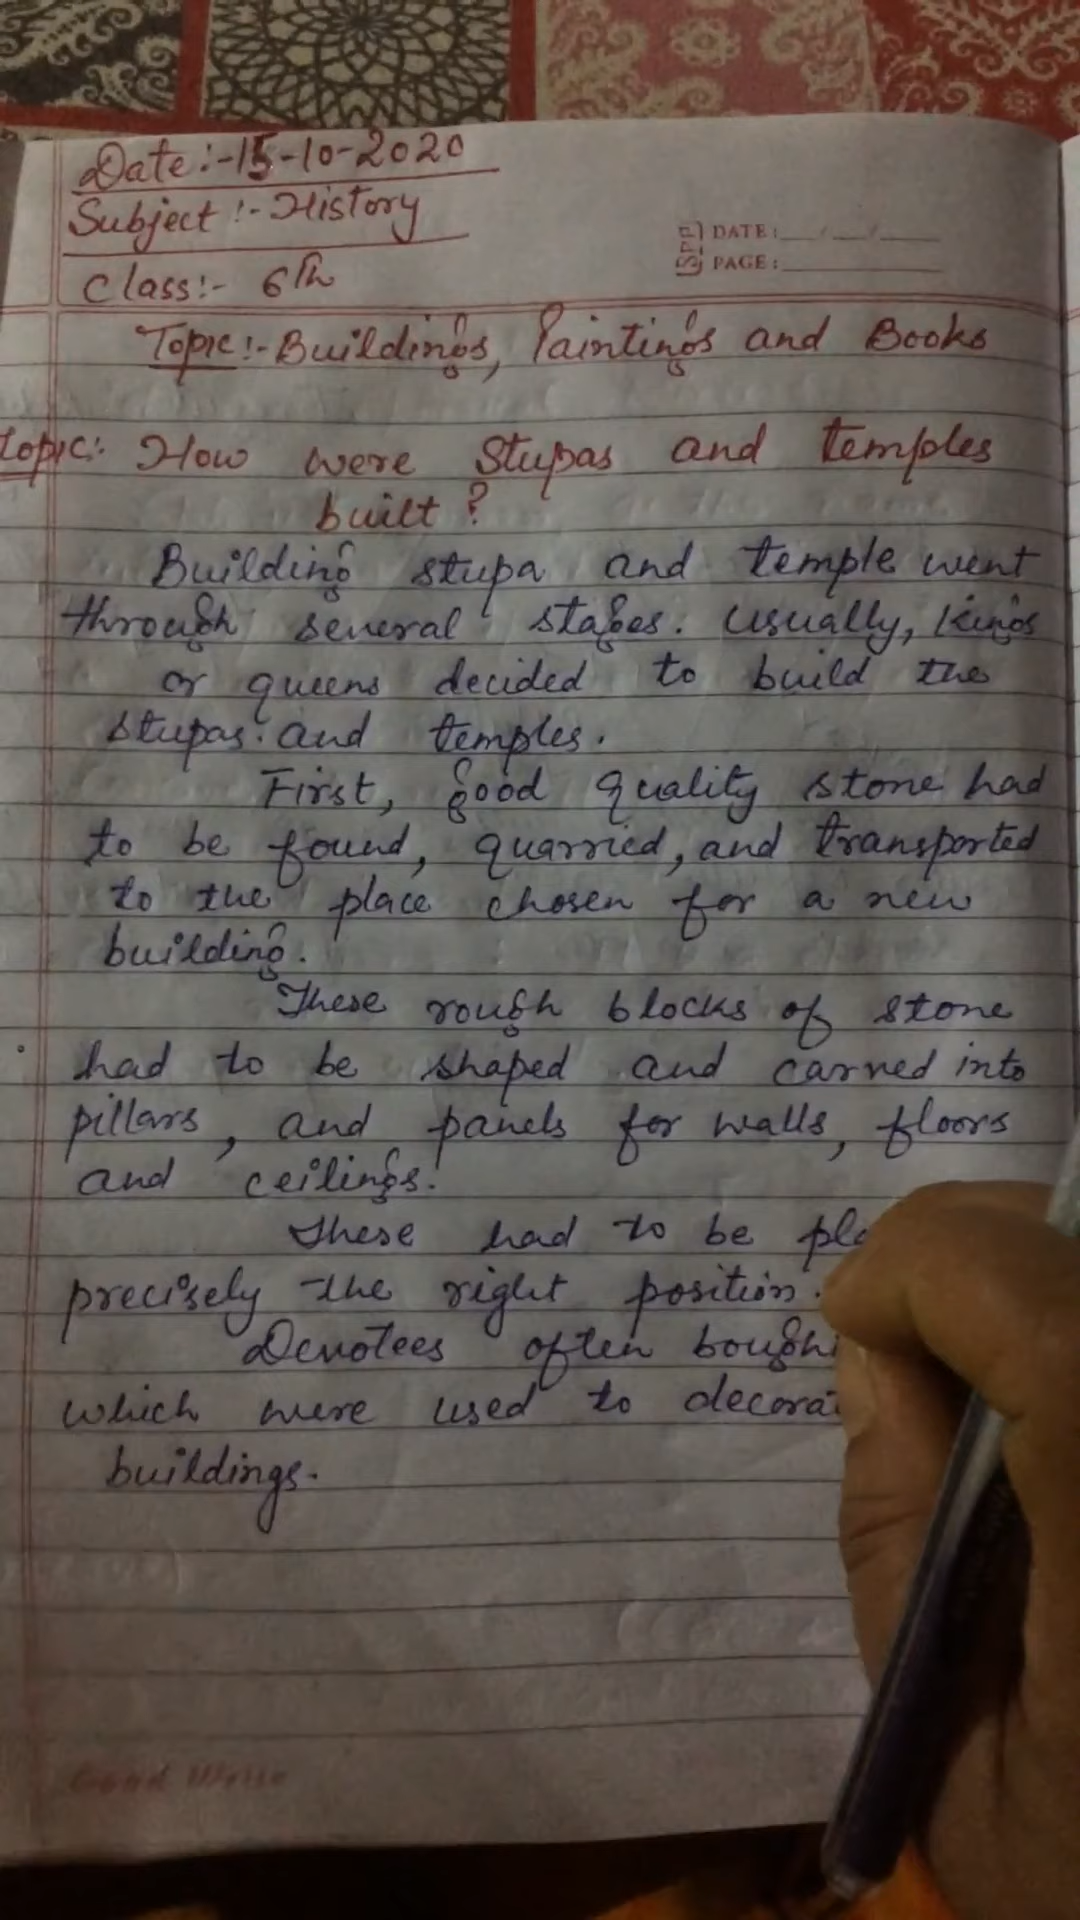 Date:-15-10-2020
Subject:-History
Class:- 6th
DATE: __/__/__
PAGE:
Topic:- Buildings, Paintings and Books
Topic: How were Stupas and temples
built?
Building stupa and temple went
through several stages. Usually, kings
or queens decided to build the
stupas and temples.
First, good quality stone had
to be found, quarried, and transported
to the place chosen for a new
building.
These rough blocks of stone
had to be shaped and carved into
pillars, and panels for walls, floors
and ceilings.
These had to be
precisely the right position.
Devotees often
which were used to
buildings.